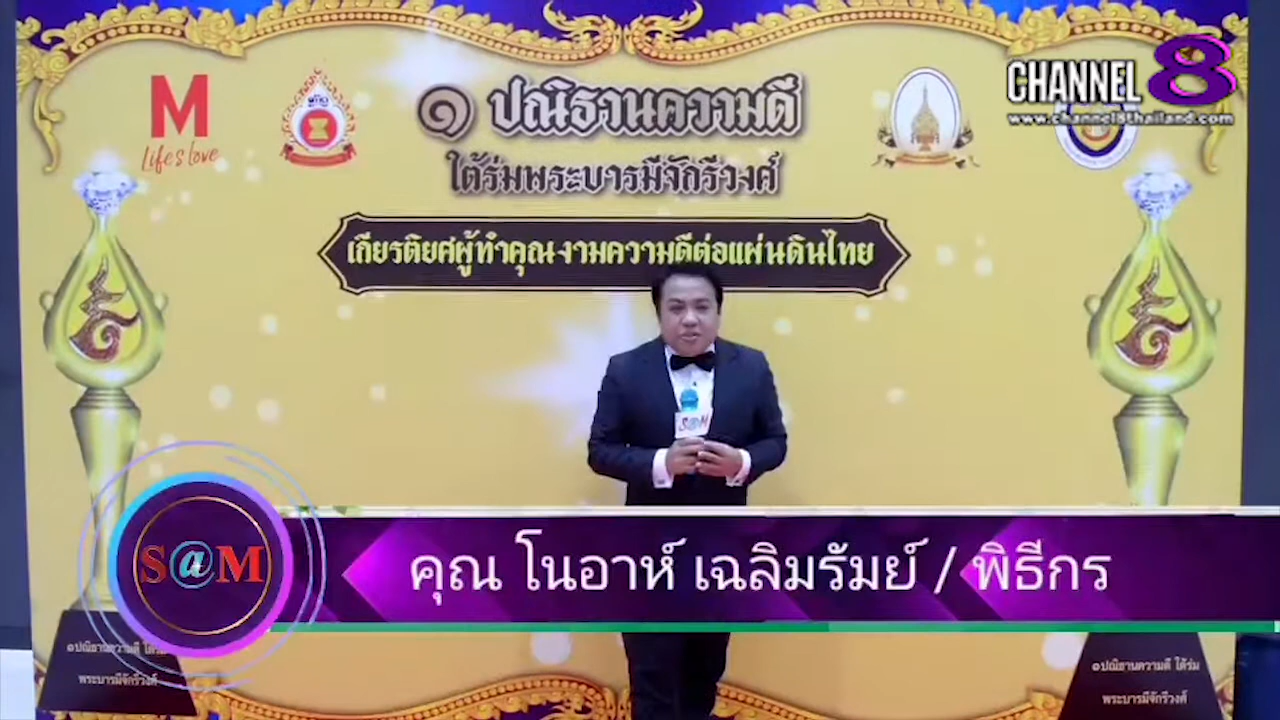 CHANNEL 8
www.channel8thailand.com
M
Life's love
๑ ปณิธานความดี
ใต้ร่มพระบารมีจักรีวงศ์
เกียรติยศผู้ทำคุณงามความดีต่อแผ่นดินไทย
S@M
S@M
คุณ โนอาห์ เฉลิมรัมย์ / พิธีกร
๑ปณิธานความดี ใต้ร่ม
พระบารมีจักรีวงศ์
๑ปณิธานความดี ใต้ร่ม
พระบารมีจักรีวงศ์